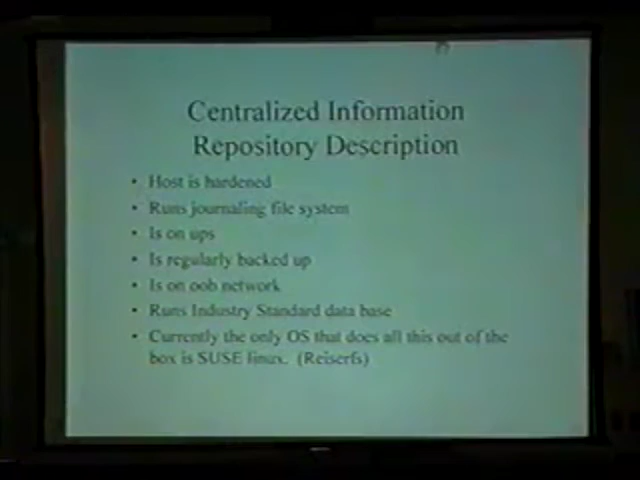 Centralized Information
Repository Description
• Host is hardened
• Runs journaling file system
• Is on ups
• Is regularly backed up
• Is on oob network
• Runs Industry Standard data base
• Currently the only OS that does all this out of the
box is SUSE linux. (Reiserfs)